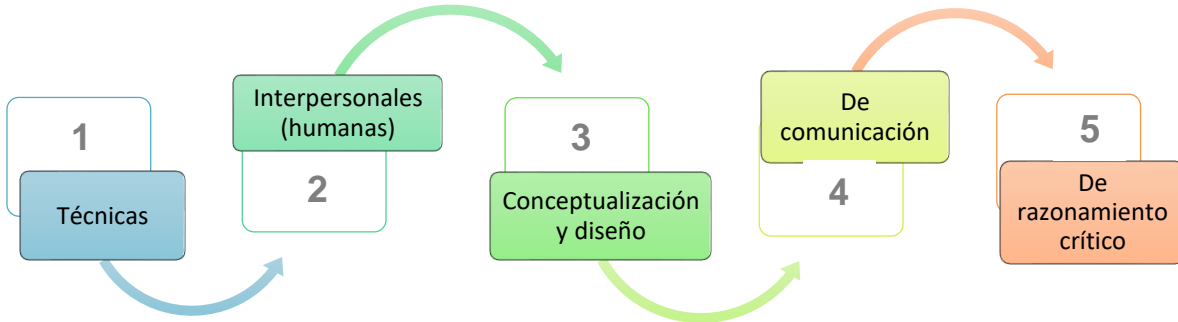 1
Técnicas
Interpersonales
(humanas)
2
3
Conceptualización
y diseño
De
comunicación
4
5
De
razonamiento
crítico